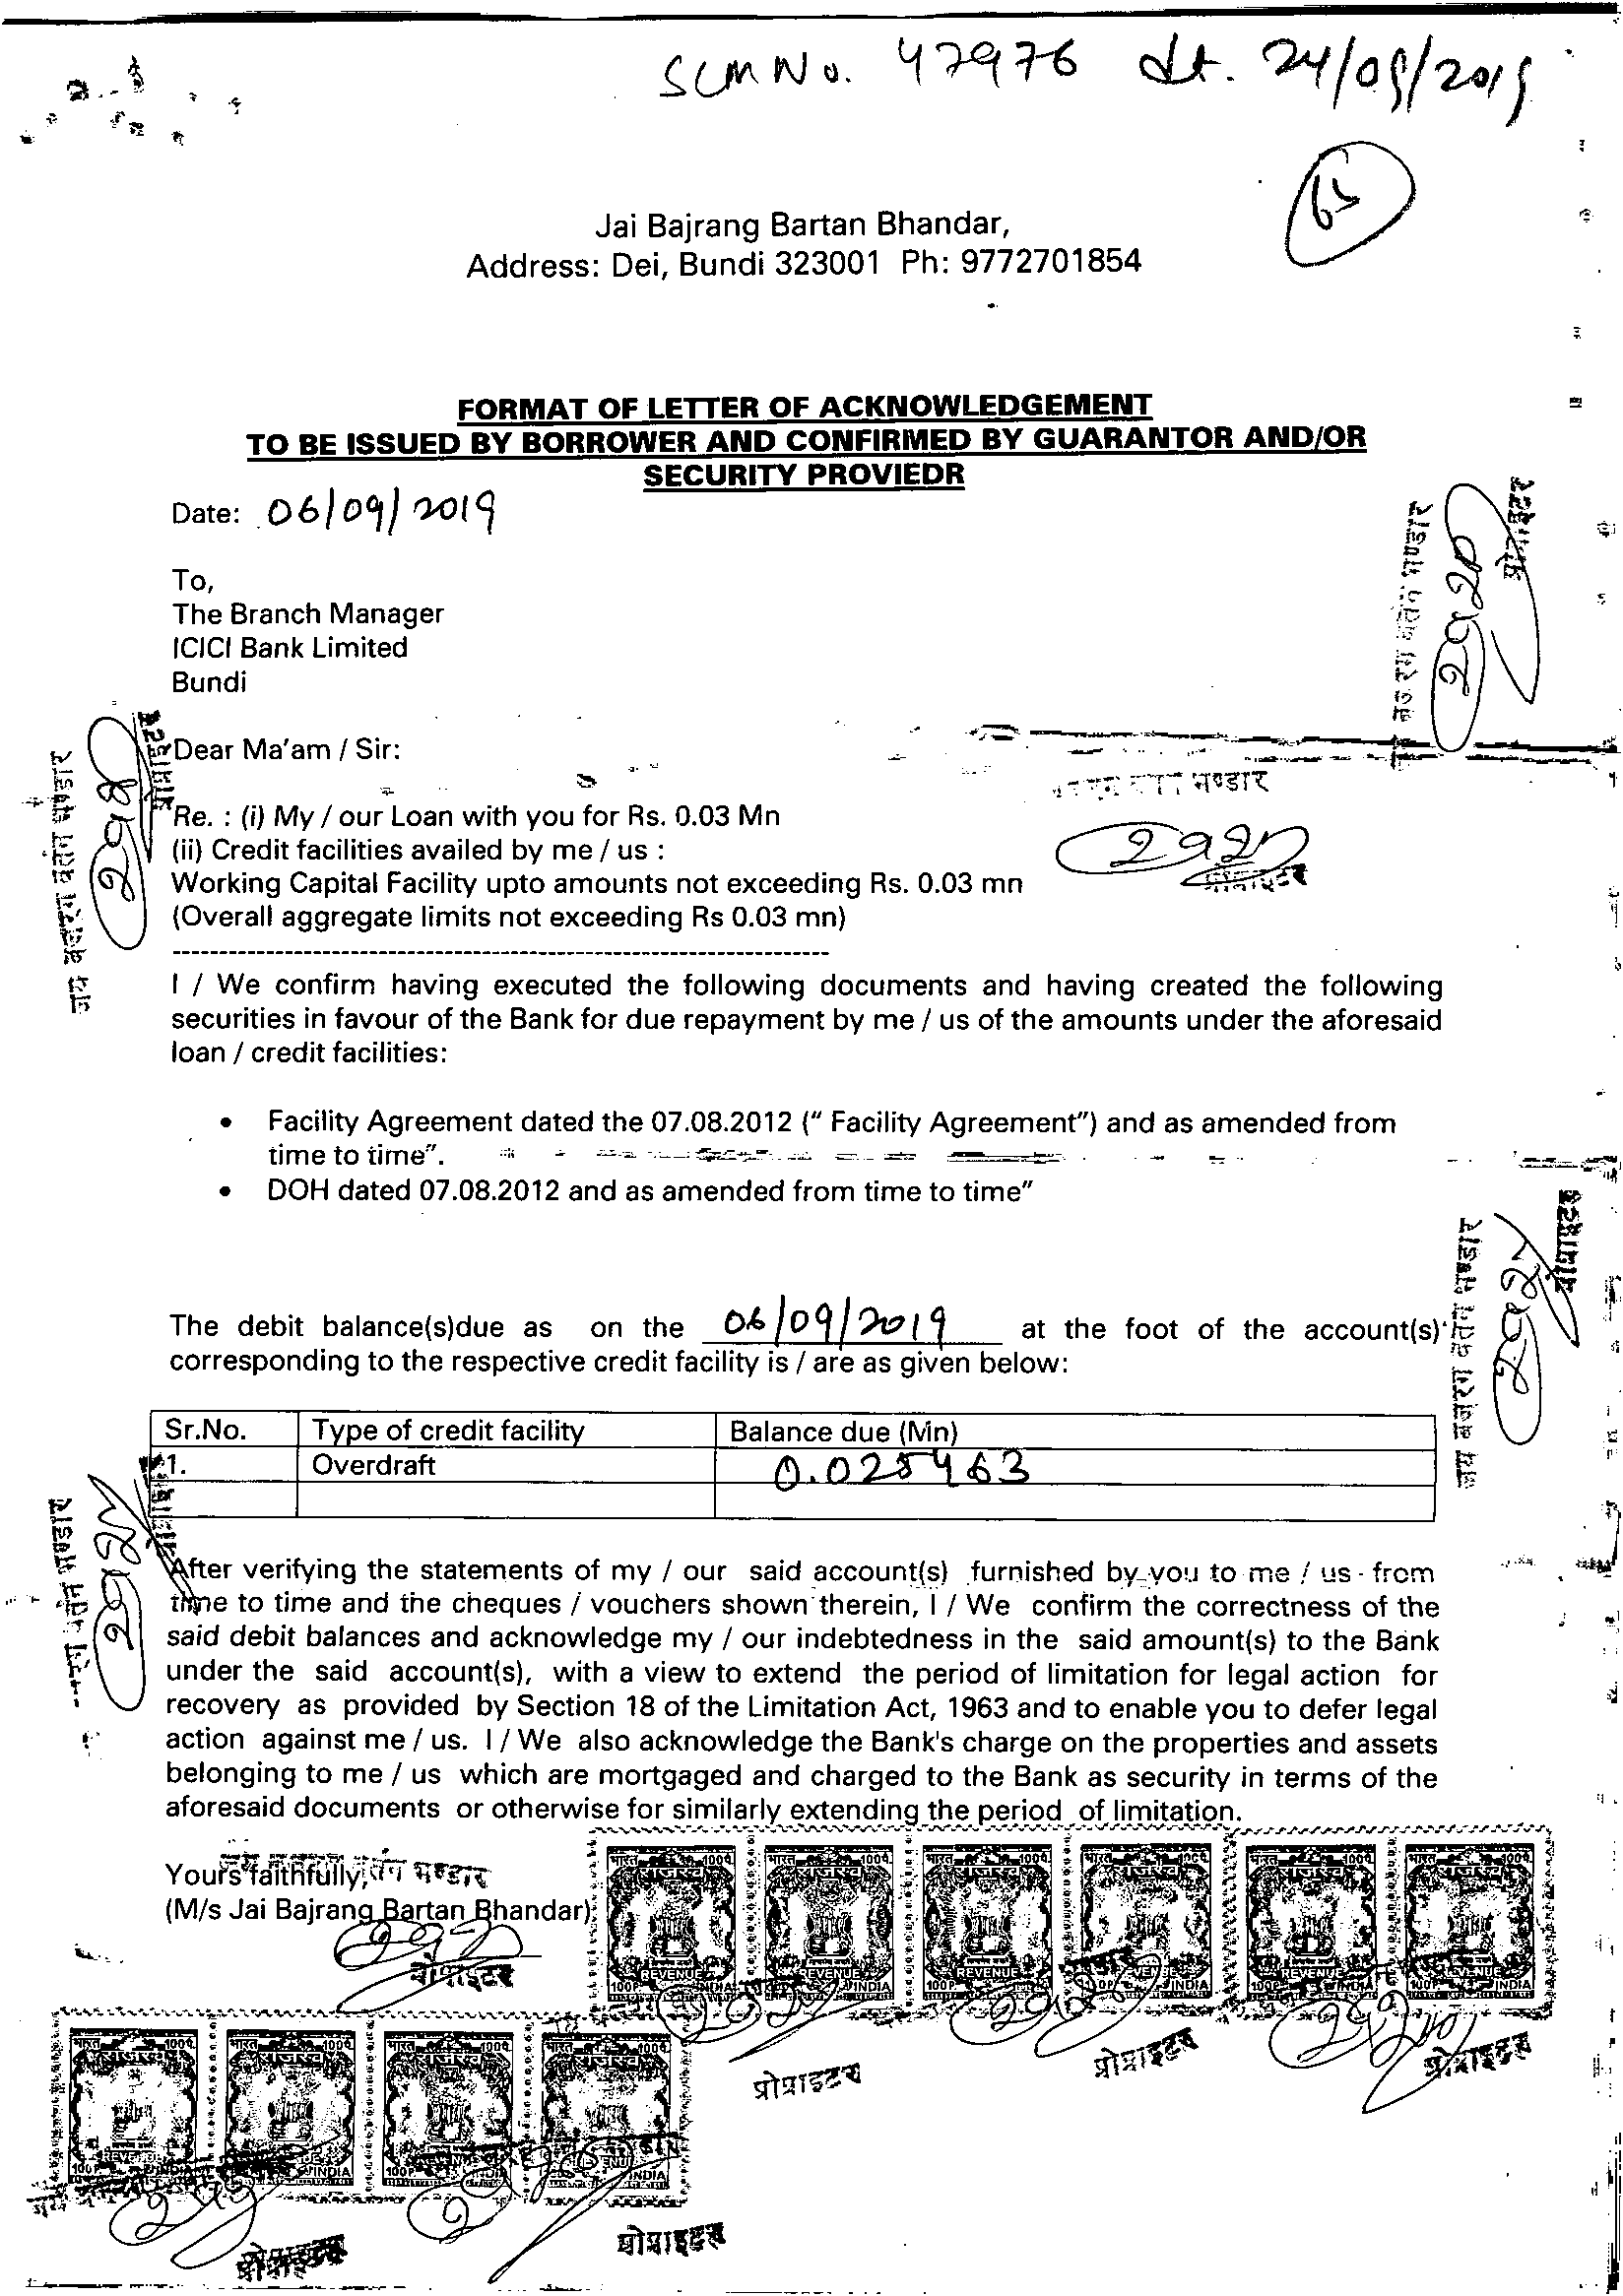 SCM No. 47976 dt. 24/09/2019
65
Jai Bajrang Bartan Bhandar,
Address: Dei, Bundi 323001 Ph: 9772701854
FORMAT OF LETTER OF ACKNOWLEDGEMENT
TO BE ISSUED BY BORROWER AND CONFIRMED BY GUARANTOR AND/OR
SECURITY PROVIEDR
Date: 06/09/2019
To,
The Branch Manager
ICICI Bank Limited
Bundi
Dear Ma'am / Sir:
Re. : (i) My / our Loan with you for Rs. 0.03 Mn
(ii) Credit facilities availed by me / us :
Working Capital Facility upto amounts not exceeding Rs. 0.03 mn
(Overall aggregate limits not exceeding Rs 0.03 mn)
भण्डार
प्रोप्राइटर
I / We confirm having executed the following documents and having created the following
securities in favour of the Bank for due repayment by me / us of the amounts under the aforesaid
loan / credit facilities:
• Facility Agreement dated the 07.08.2012 (" Facility Agreement") and as amended from
time to time".
• DOH dated 07.08.2012 and as amended from time to time"
जय बजरंग बर्तन भण्डार
प्रोप्राइटर
The debit balance(s)due as on the 06/09/2019 at the foot of the account(s)
corresponding to the respective credit facility is / are as given below:
Sr.No. Type of credit facility Balance due (Mn)
1. Overdraft 0.025463
After verifying the statements of my / our said account(s) furnished by you to me / us from
time to time and the cheques / vouchers shown therein, I / We confirm the correctness of the
said debit balances and acknowledge my / our indebtedness in the said amount(s) to the Bank
under the said account(s), with a view to extend the period of limitation for legal action for
recovery as provided by Section 18 of the Limitation Act, 1963 and to enable you to defer legal
action against me / us. I / We also acknowledge the Bank's charge on the properties and assets
belonging to me / us which are mortgaged and charged to the Bank as security in terms of the
aforesaid documents or otherwise for similarly extending the period of limitation.
Yours faithfully,
(M/s Jai Bajrang Bartan Bhandar)
प्रोप्राइटर
भारत राजस्व REVENUE INDIA
प्रोप्राइटर
प्रोप्राइटर
प्रोप्राइटर
प्रोप्राइटर
प्रोप्राइटर